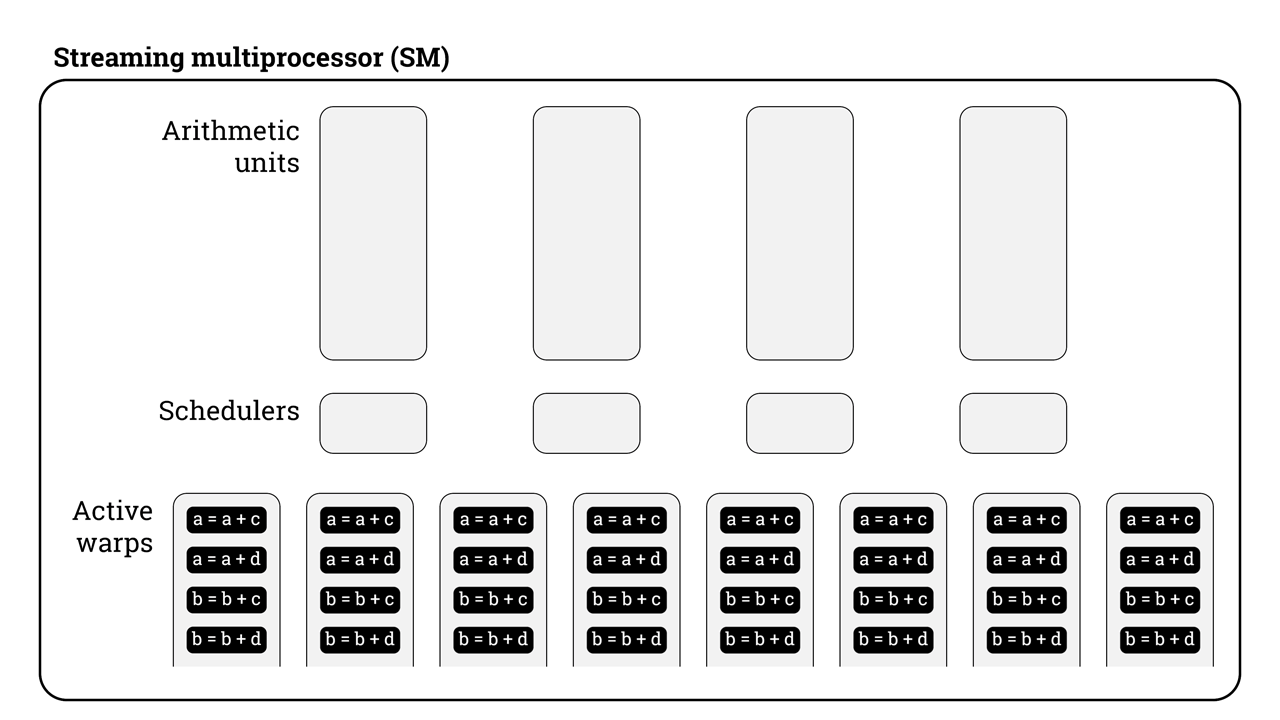 Streaming multiprocessor (SM)
Arithmetic
units
Schedulers
Active
warps
a = a + c a = a + c a = a + c a = a + c a = a + c a = a + c a = a + c a = a + c
a = a + d a = a + d a = a + d a = a + d a = a + d a = a + d a = a + d a = a + d
b = b + c b = b + c b = b + c b = b + c b = b + c b = b + c b = b + c b = b + c
b = b + d b = b + d b = b + d b = b + d b = b + d b = b + d b = b + d b = b + d